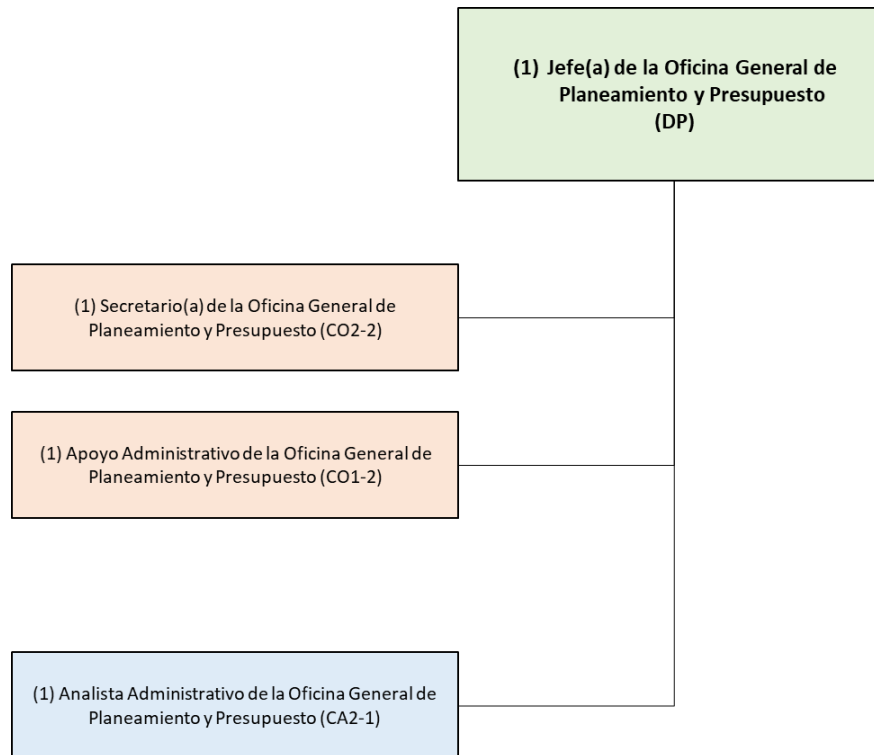 (1) Jefe(a) de la Oficina General de
Planeamiento y Presupuesto
(DP)
(1) Secretario(a) de la Oficina General de
Planeamiento y Presupuesto (CO2-2)
(1) Apoyo Administrativo de la Oficina General de
Planeamiento y Presupuesto (CO1-2)
(1) Analista Administrativo de la Oficina General de
Planeamiento y Presupuesto (CA2-1)